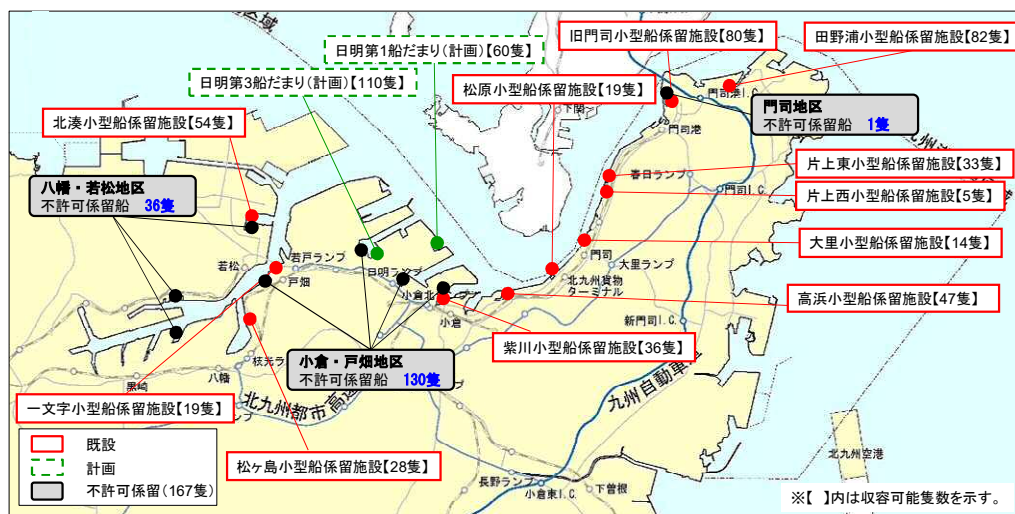 区域
日明第1船だまり(計画)【60隻】
旧門司小型船係留施設【80隻】
田野浦小型船係留施設【82隻】
日明第3船だまり(計画)【110隻】
松原小型船係留施設【19隻】
下関
門司港I.C.
門司地区
不許可係留船 1隻
北湊小型船係留施設【54隻】
門司港
片上東小型船係留施設【33隻】
八幡・若松地区
不許可係留船 36隻
春日ランプ
門司I.C.
片上西小型船係留施設【5隻】
大里小型船係留施設【14隻】
若戸ランプ
門司
若松
戸畑
日明ランプ
大里ランプ
北九州貨物
ターミナル
小倉北
高浜小型船係留施設【47隻】
小倉
新門司I.C.
紫川小型船係留施設【36隻】
小倉・戸畑地区
不許可係留船 130隻
枝光
八幡
黒崎
一文字小型船係留施設【19隻】
北九州都市高速
九州自動車
既設
計画
不許可係留(167隻)
松ヶ島小型船係留施設【28隻】
北九州空港
長野ランプ
小倉東I.C.
下曽根
※【 】内は収容可能隻数を示す。